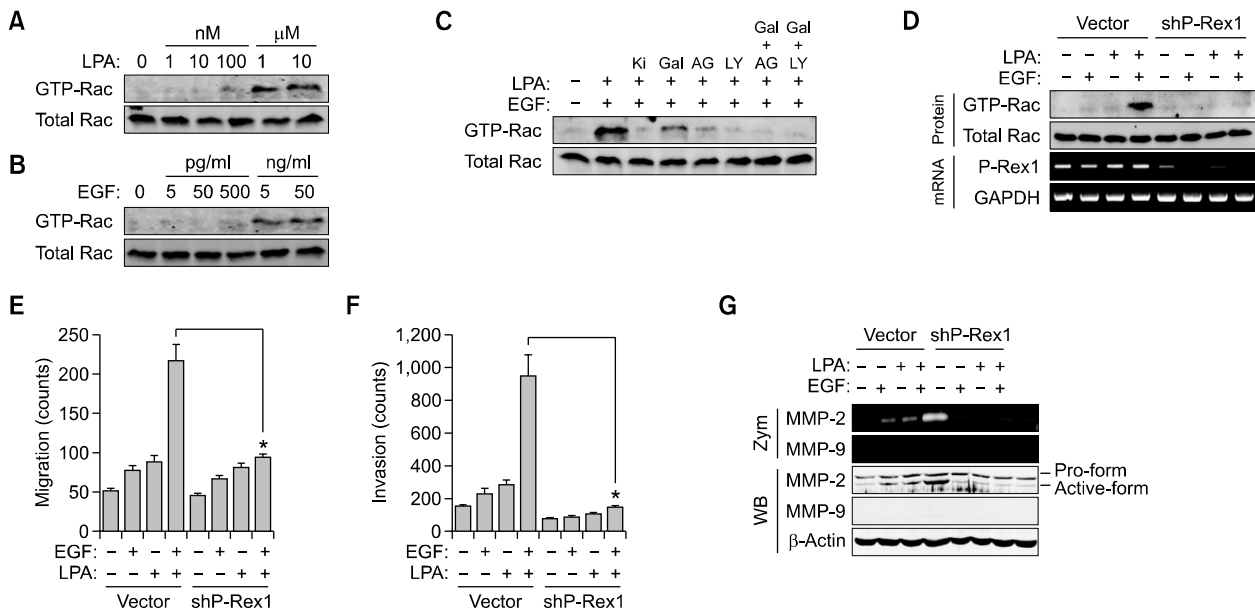 A
nM
μM
LPA: 0 1 10 100 1 10
GTP-Rac
Total Rac
B
pg/ml
ng/ml
EGF: 0 5 50 500 5 50
GTP-Rac
Total Rac
C
Gal Gal
+ +
Ki Gal AG LY AG LY
LPA: – + + + + + + +
EGF: – + + + + + + +
GTP-Rac
Total Rac
D
Vector shP-Rex1
LPA: – – + + – – + +
EGF: – + – + – + – +
Protein
GTP-Rac
Total Rac
mRNA
P-Rex1
GAPDH
E
Migration (counts)
250
200
150
100
50
0
*
EGF: – + – + – + – +
LPA: – – + + – – + +
Vector shP-Rex1
F
Invasion (counts)
1,200
1,000
800
600
400
200
0
*
EGF: – + – + – + – +
LPA: – – + + – – + +
Vector shP-Rex1
G
Vector shP-Rex1
LPA: – – + + – – + +
EGF: – + – + – + – +
Zym
MMP-2
MMP-9
WB
MMP-2
Pro-form
Active-form
MMP-9
β-Actin